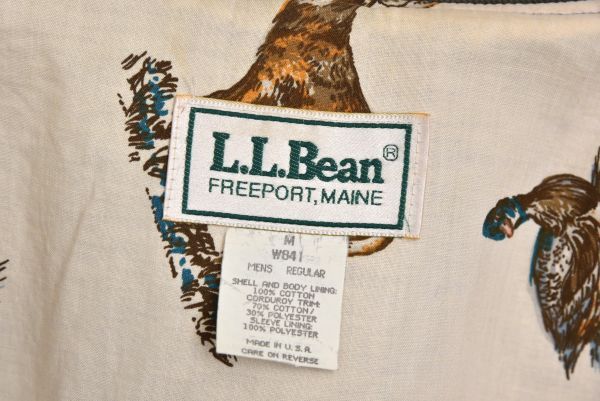 L.L.Bean®
FREEPORT, MAINE
M
W841
MENS REGULAR
SHELL AND BODY LINING:
100% COTTON
CORDUROY TRIM:
70% COTTON/
30% POLYESTER
SLEEVE LINING:
100% POLYESTER
MADE IN U.S.A.
CARE ON REVERSE